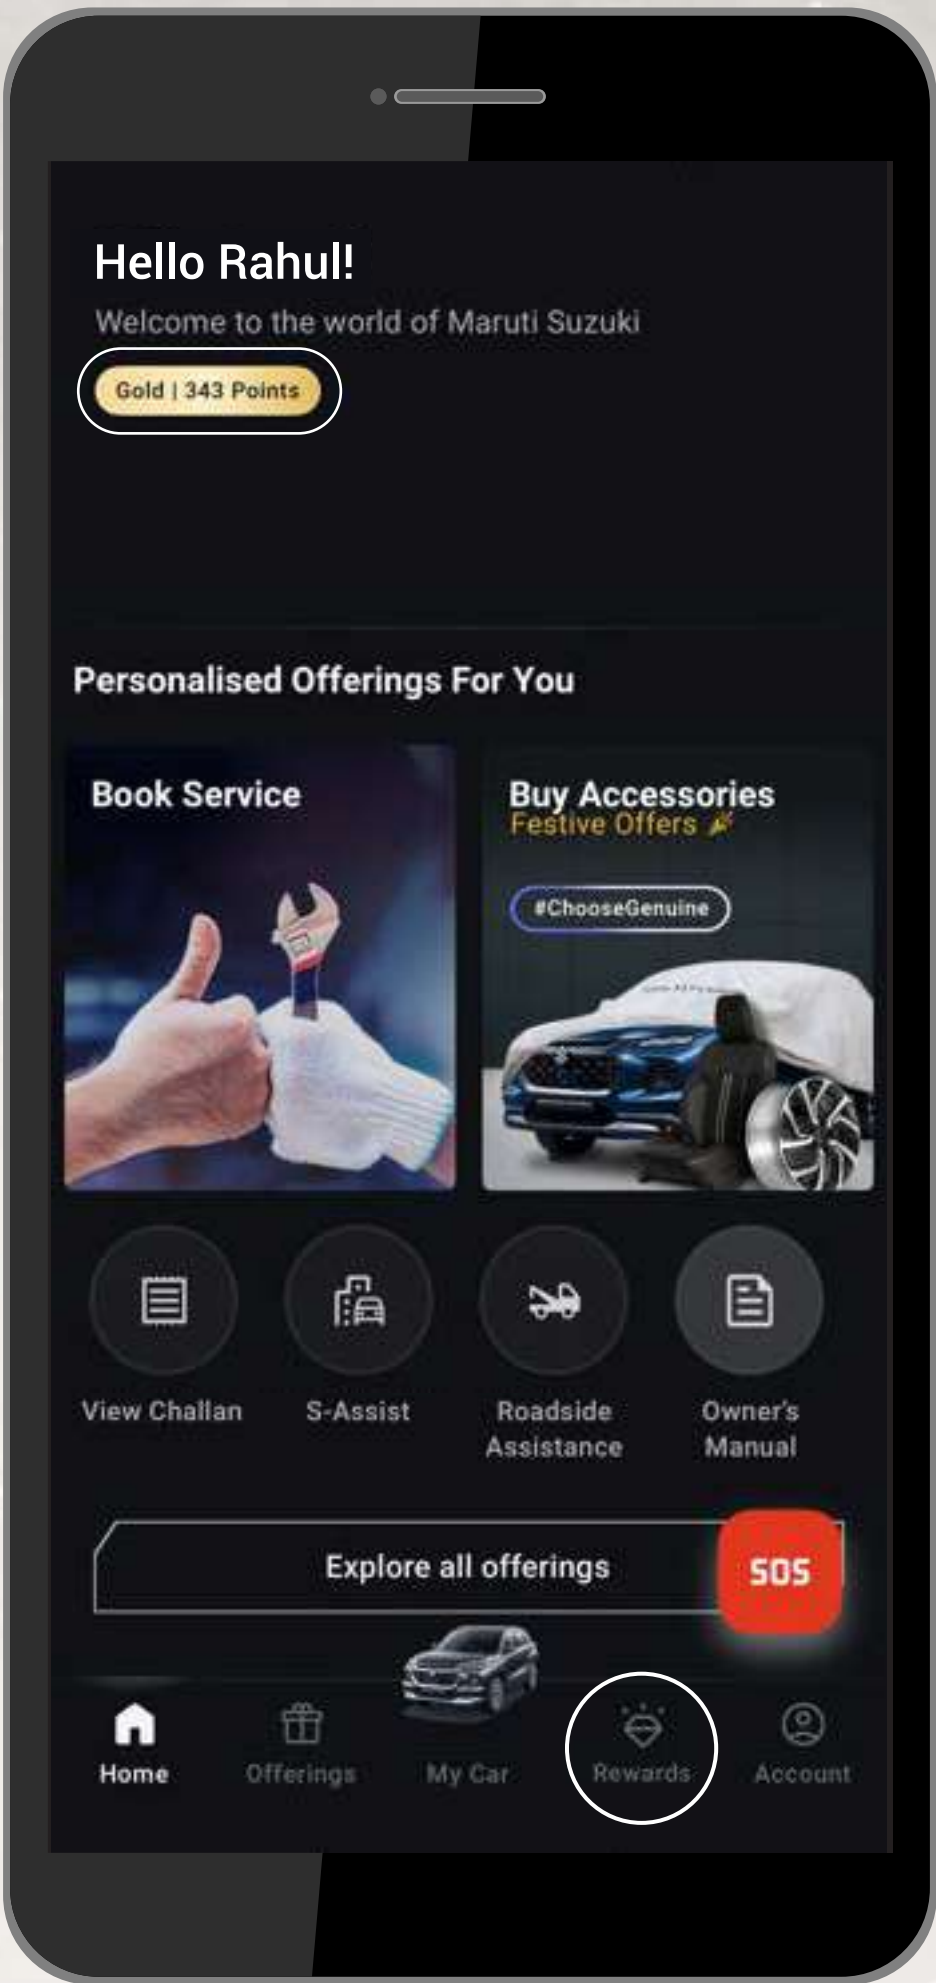 Hello Rahul!
Welcome to the world of Maruti Suzuki
Gold | 343 Points
Personalised Offerings For You
Book Service
Buy Accessories
Festive Offers
#ChooseGenuine
View Challan
S-Assist
Roadside
Assistance
Owner's
Manual
Explore all offerings
SOS
Home
Offerings
My Car
Rewards
Account